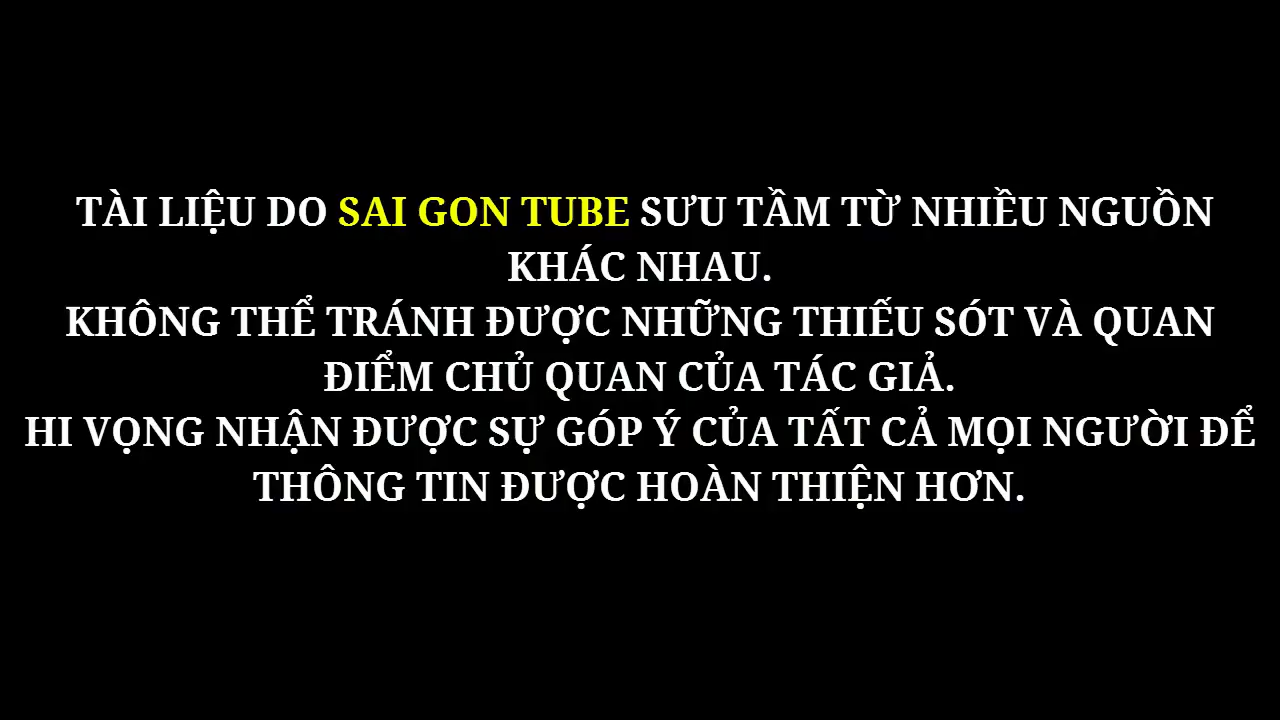 TÀI LIỆU DO SAI GON TUBE SƯU TẦM TỪ NHIỀU NGUỒN
KHÁC NHAU.
KHÔNG THỂ TRÁNH ĐƯỢC NHỮNG THIẾU SÓT VÀ QUAN
ĐIỂM CHỦ QUAN CỦA TÁC GIẢ.
HI VỌNG NHẬN ĐƯỢC SỰ GÓP Ý CỦA TẤT CẢ MỌI NGƯỜI ĐỂ
THÔNG TIN ĐƯỢC HOÀN THIỆN HƠN.